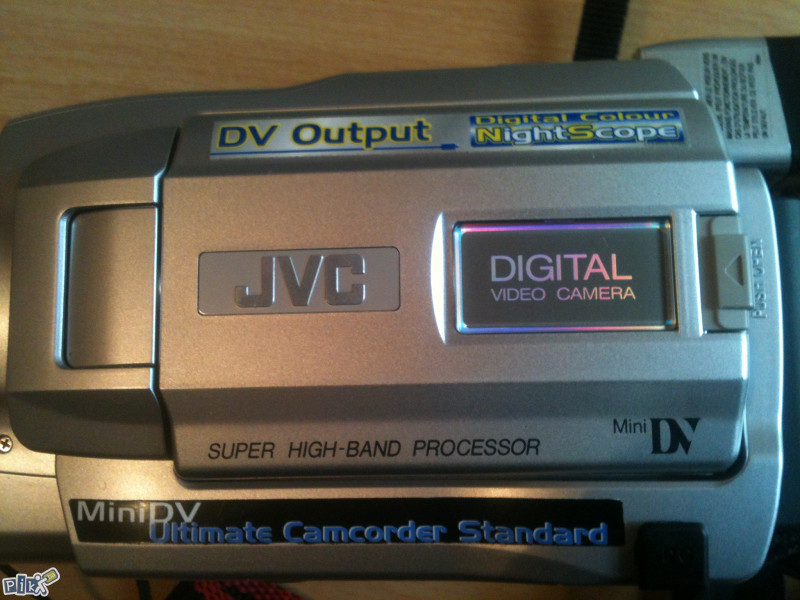 DV Output
Digital Colour
NightScope
JVC
DIGITAL
VIDEO CAMERA
PUSH OPEN
Mini DV
SUPER HIGH-BAND PROCESSOR
MiniDV
Ultimate Camcorder Standard